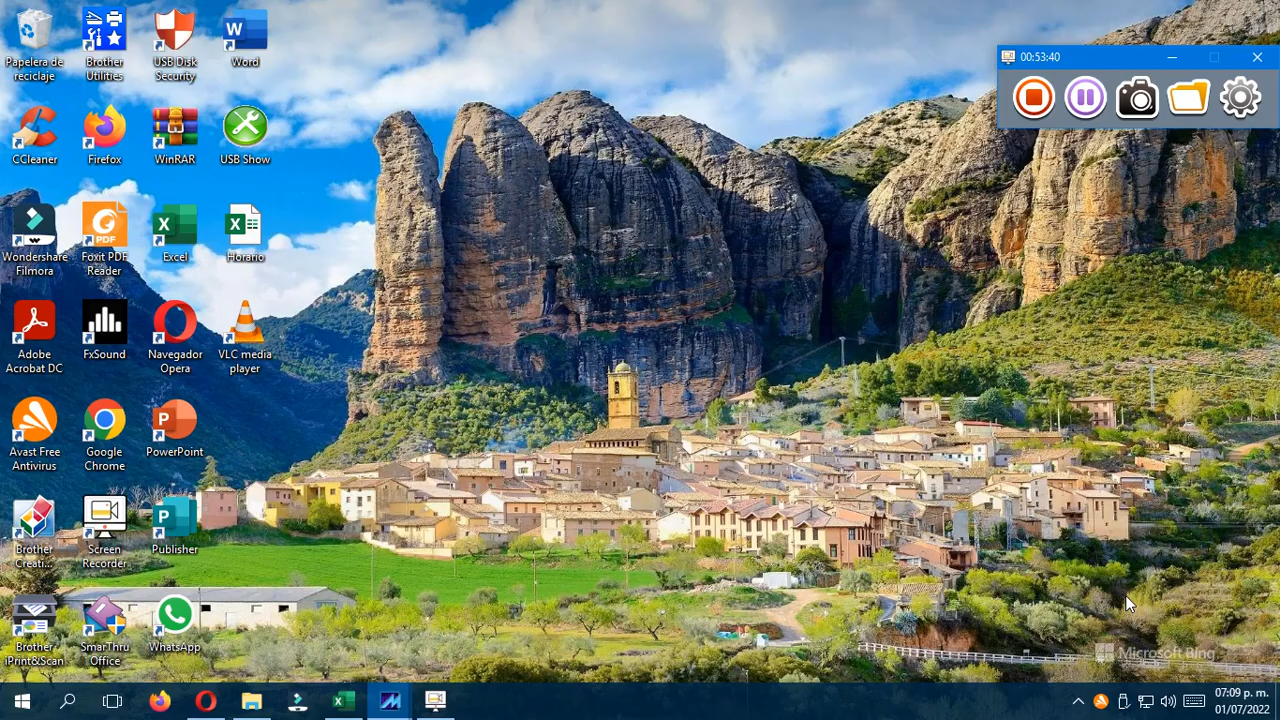 Papelera de
reciclaje
Brother
Utilities
USB Disk
Security
Word
CCleaner
Firefox
WinRAR
USB Show
Wondershare
Filmora
Foxit PDF
Reader
Excel
Horario
Adobe
Acrobat DC
FxSound
Navegador
Opera
VLC media
player
Avast Free
Antivirus
Google
Chrome
PowerPoint
Brother
Creati...
Screen
Recorder
Publisher
Brother
iPrint&Scan
SmarThru
Office
WhatsApp
00:53:40
Microsoft Bing
07:09 p. m.
01/07/2022